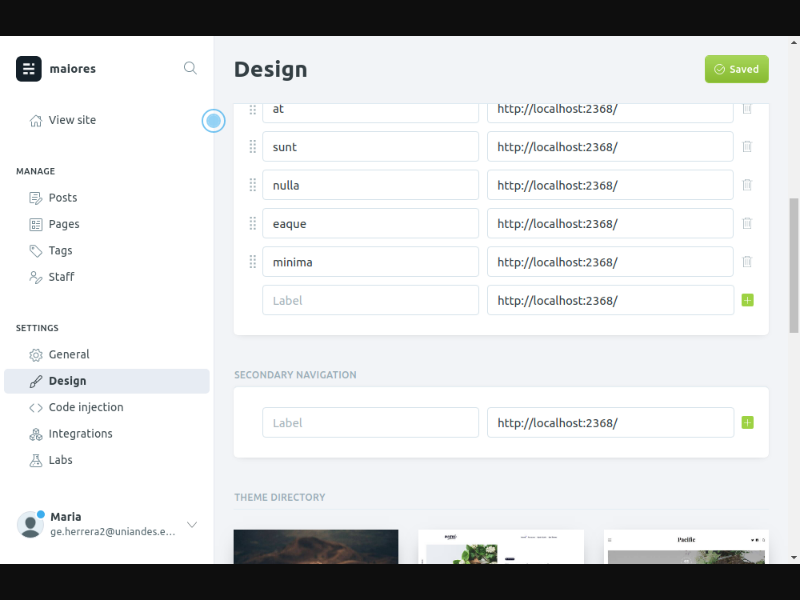 maiores
Design
Saved
View site
at
http://localhost:2368/
sunt
http://localhost:2368/
MANAGE
Posts
nulla
http://localhost:2368/
Pages
eaque
http://localhost:2368/
Tags
minima
http://localhost:2368/
Staff
Label
http://localhost:2368/
SETTINGS
General
Design
SECONDARY NAVIGATION
Code injection
Label
http://localhost:2368/
Integrations
Labs
THEME DIRECTORY
Maria
ge.herrera2@uniandes.e...
Pacific